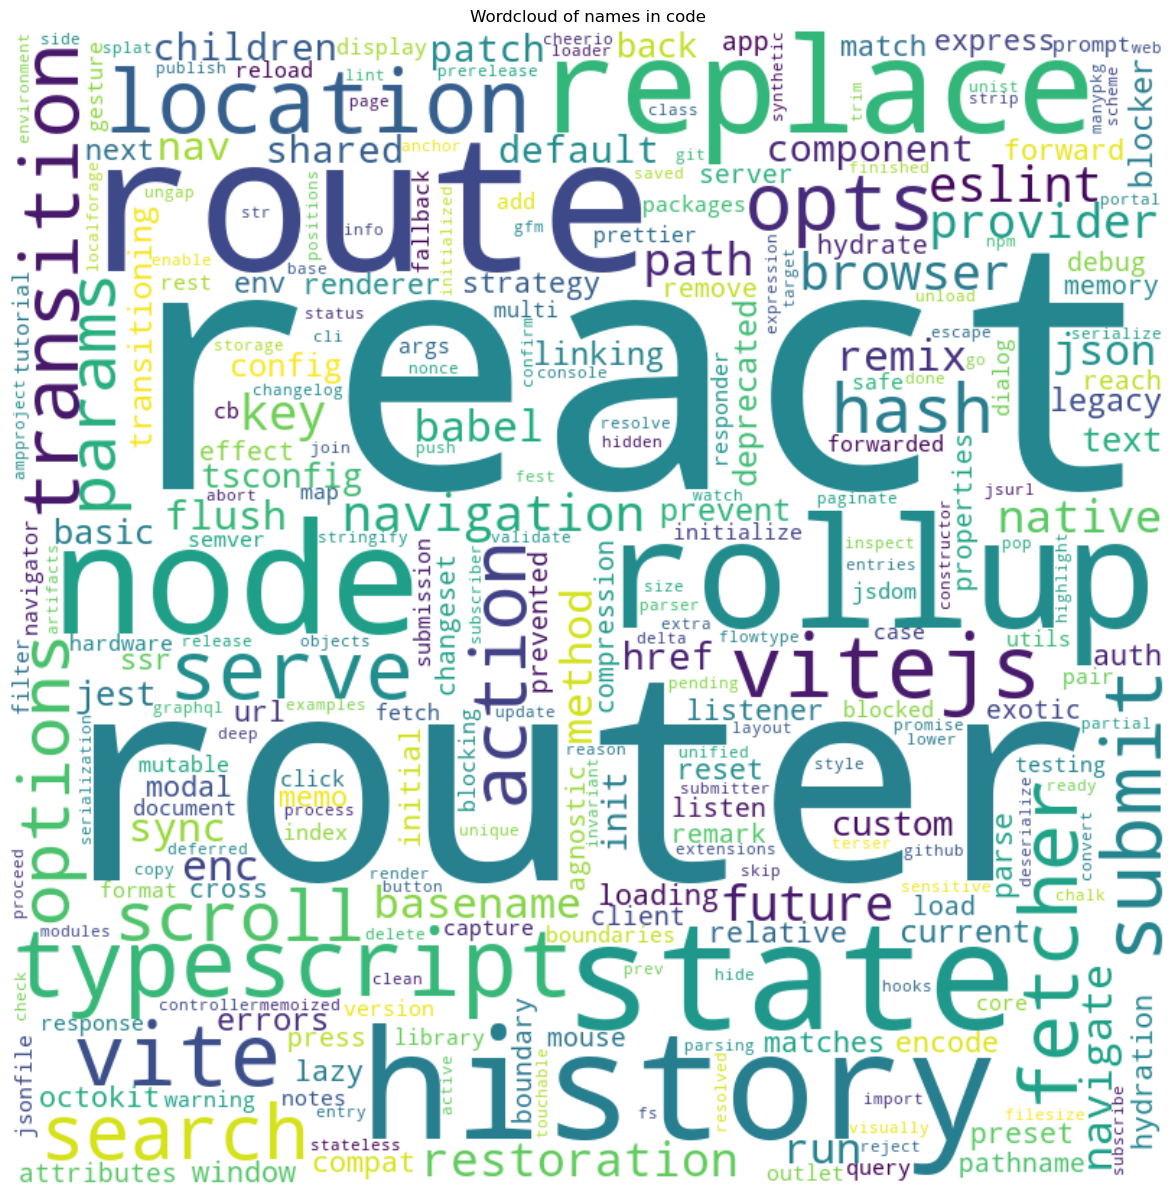 Wordcloud of names in code
side
splat
children
display
patch
cheerio
loader
back
app
synthetic
match
express
prompt
web
environment
transition
gesture
publish
reload
lint
prerelease
location
page
replace
class
trim
unist
strip
manypkg
scheme
blocker
next
nav
shared
anchor
default
git
server
component
finished
forward
localforage
ungap
route
str
positions
info
fallback
initialized
add
gfm
saved
packages
prettier
opts
eslint
provider
portal
tutorial
params
transitioning
enable
rest
env
base
renderer
strategy
path
remove
hydrate
expression
target
browser
npm
debug
memory
unload
ampproject
react
status
multi
storage
cli
config
changelog
args
nonce
confirm
console
linking
responder
deprecated
remix
escape
go
serialize
json
safe
done
dialog
reach
legacy
cb
key
babel
push
resolve
hidden
hash
forwarded
text
effect
join
tsconfig
fest
abort
map
watch
paginate
properties
jsurl
navigator
basic
flush
semver
stringify
navigation
validate
prevent
initialize
native
artifacts
node
submission
changeset
subscriber
action
prevented
method
compression
rollup
inspect
entries
jsdom
constructor
pop
highlight
size
parser
extra
delta
flowtype
case
utils
auth
filter
hardware
release
objects
ssr
serve
href
vitejs
pair
options
jest
graphql
url
examples
deep
fetch
update
pending
listener
blocked
layout
promise
lower
exotic
partial
submit
serialization
router
mutable
modal
document
click
memo
process
initial
blocking
reason
agnostic
invariant
init
unified
reset
submitter
listen
style
testing
ready
deserialize
convert
sync
index
unique
remark
custom
terser
github
parse
fetcher
deferred
extensions
proceed
copy
enc
render
button
skip
format
cross
basename
loading
future
sensitive
load
chalk
scroll
client
modules
delete
capture
boundaries
relative
current
typescript
state
clean
prev
hide
hooks
core
check
controllermemoized
version
navigate
response
errors
press
library
boundary
mouse
parsing
matches
encode
hydration
jsonfile
vite
lazy
active
touchable
history
resolved
octokit
warning
notes
entry
fs
import
filesize
subscribe
search
stateless
visually
preset
compat
restoration
run
reject
attributes
window
outlet
query
pathname